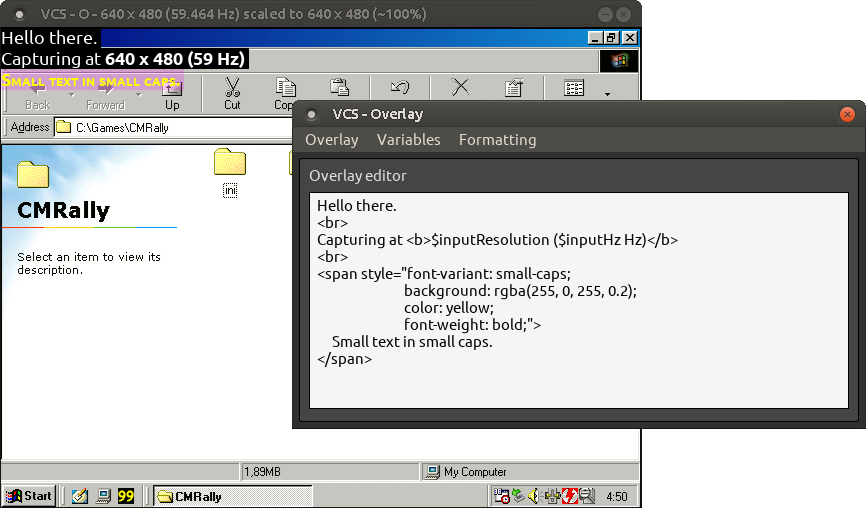 VCS - O - 640 x 480 (59.464 Hz) scaled to 640 x 480 (~100%)
Hello there.
Capturing at 640 x 480 (59 Hz)
Small text in small caps.
Back
Forward
Up
Cut
Address
C:\Games\CMRally
ini
CMRally
Select an item to view its
description.
VCS - Overlay
Overlay Variables Formatting
Overlay editor
Hello there.
<br>
Capturing at <b>$inputResolution ($inputHz Hz)</b>
<br>
<span style="font-variant: small-caps;
background: rgba(255, 0, 255, 0.2);
color: yellow;
font-weight: bold;">
Small text in small caps.
</span>
1,89MB
My Computer
Start
99
CMRally
4:50